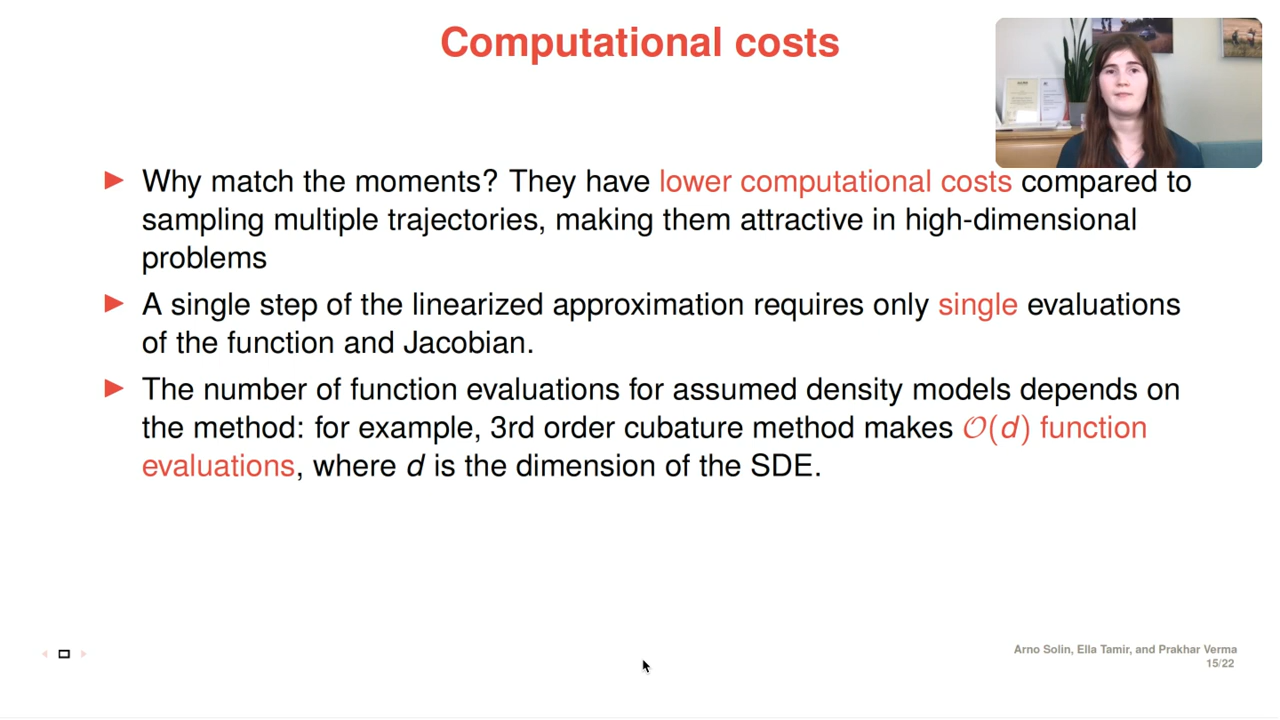 Computational costs
Why match the moments? They have lower computational costs compared to
sampling multiple trajectories, making them attractive in high-dimensional
problems
A single step of the linearized approximation requires only single evaluations
of the function and Jacobian.
The number of function evaluations for assumed density models depends on
the method: for example, 3rd order cubature method makes O(d) function
evaluations, where d is the dimension of the SDE.
Arno Solin, Ella Tamir, and Prakhar Verma
15/22